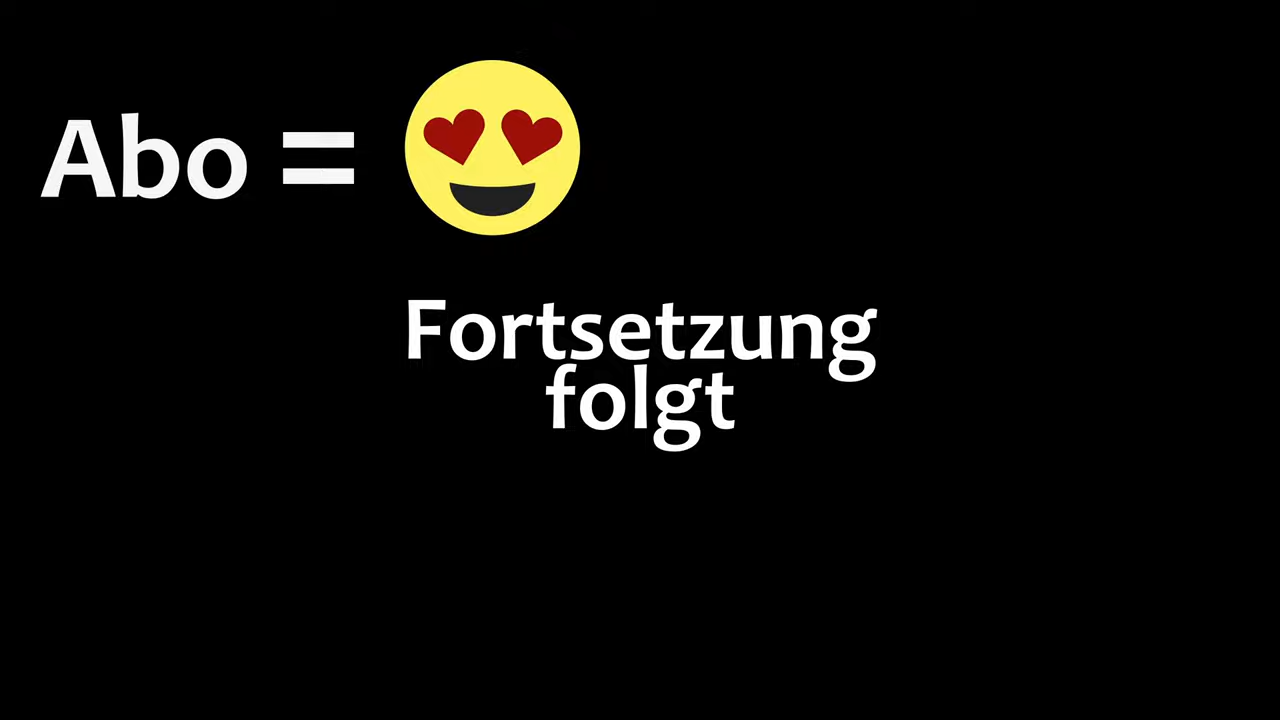 Abo = 😍
Fortsetzung
folgt